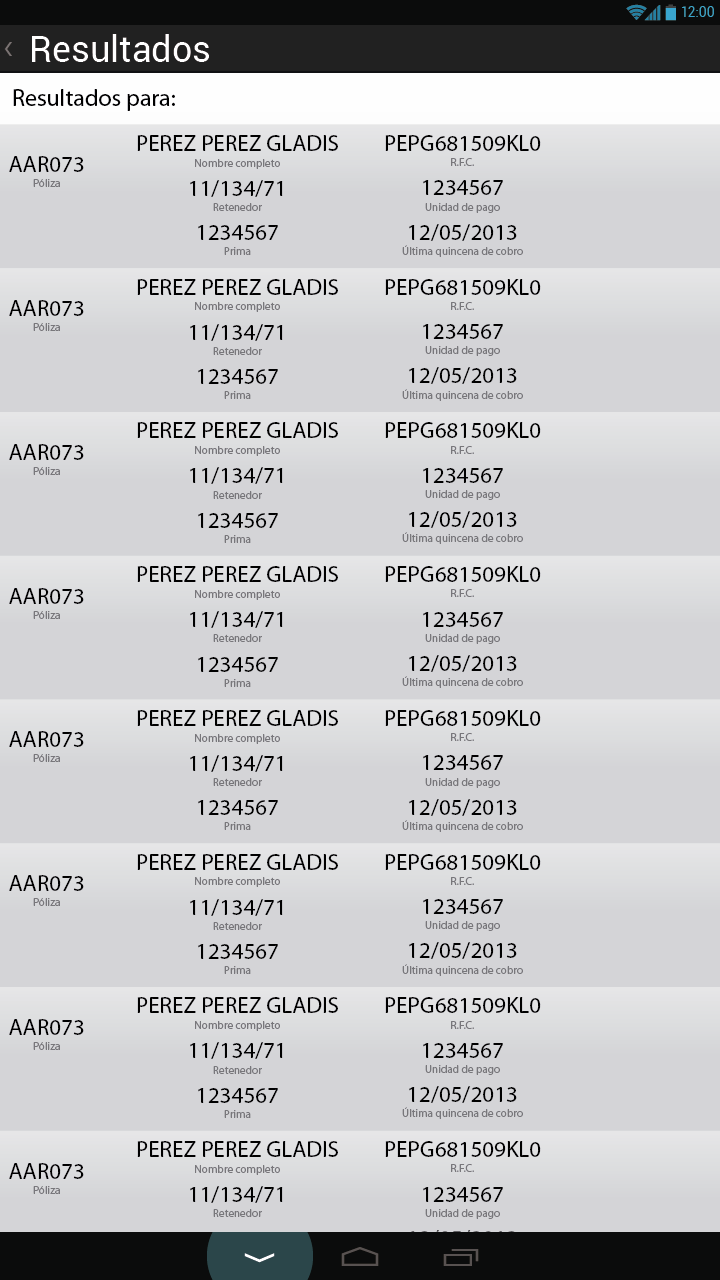 12:00
Resultados
Resultados para:
PEREZ PEREZ GLADIS PEPG681509KL0
Nombre completo R.F.C.
AAR073
Póliza
11/134/71 1234567
Retenedor Unidad de pago
1234567 12/05/2013
Prima Última quincena de cobro
PEREZ PEREZ GLADIS PEPG681509KL0
Nombre completo R.F.C.
AAR073
Póliza
11/134/71 1234567
Retenedor Unidad de pago
1234567 12/05/2013
Prima Última quincena de cobro
PEREZ PEREZ GLADIS PEPG681509KL0
Nombre completo R.F.C.
AAR073
Póliza
11/134/71 1234567
Retenedor Unidad de pago
1234567 12/05/2013
Prima Última quincena de cobro
PEREZ PEREZ GLADIS PEPG681509KL0
Nombre completo R.F.C.
AAR073
Póliza
11/134/71 1234567
Retenedor Unidad de pago
1234567 12/05/2013
Prima Última quincena de cobro
PEREZ PEREZ GLADIS PEPG681509KL0
Nombre completo R.F.C.
AAR073
Póliza
11/134/71 1234567
Retenedor Unidad de pago
1234567 12/05/2013
Prima Última quincena de cobro
PEREZ PEREZ GLADIS PEPG681509KL0
Nombre completo R.F.C.
AAR073
Póliza
11/134/71 1234567
Retenedor Unidad de pago
1234567 12/05/2013
Prima Última quincena de cobro
PEREZ PEREZ GLADIS PEPG681509KL0
Nombre completo R.F.C.
AAR073
Póliza
11/134/71 1234567
Retenedor Unidad de pago
1234567 12/05/2013
Prima Última quincena de cobro
PEREZ PEREZ GLADIS PEPG681509KL0
Nombre completo R.F.C.
AAR073
Póliza
11/134/71 1234567
Retenedor Unidad de pago